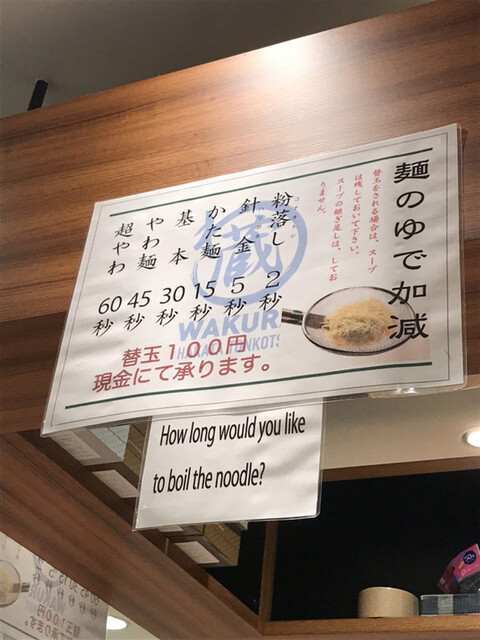 麺のゆで加減
替玉をされる場合は、スープ
は残しておいて下さい。
スープの継ぎ足しは、してお
りません。
粉落し 2秒
針金 5秒
かた麺 15秒
基本 30秒
やわ麺 45秒
超やわ 60秒
蔵
WAKURA
HAKATA TONKOTSU
替玉100円
現金にて承ります。
How long would you like
to boil the noodle?